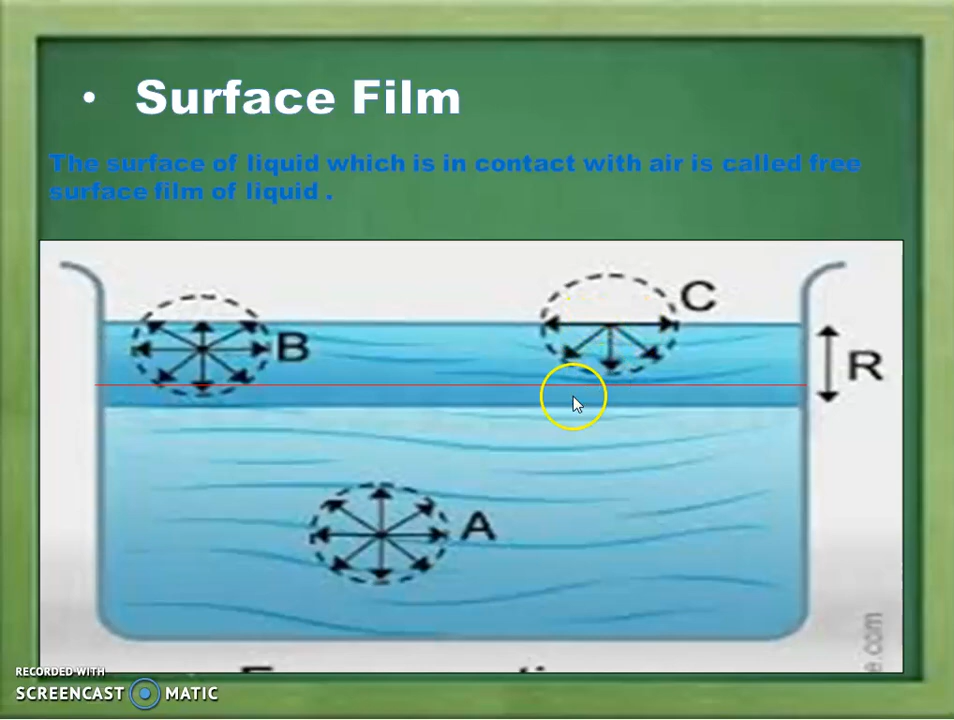 • Surface Film
The surface of liquid which is in contact with air is called free
surface film of liquid .
C
B
R
A
e.com
RECORDED WITH
SCREENCAST MATIC